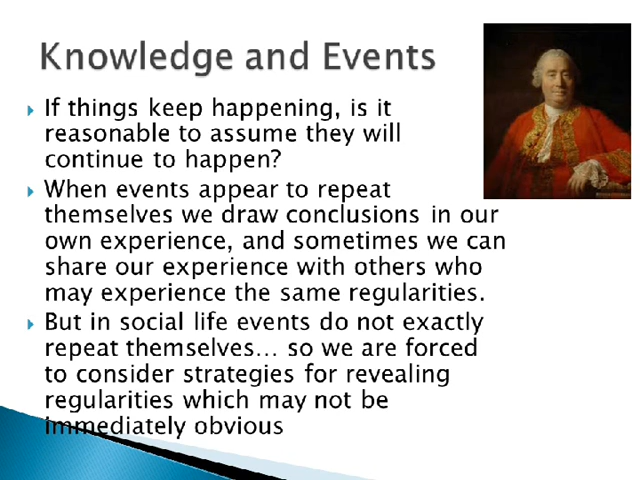 Knowledge and Events
If things keep happening, is it
reasonable to assume they will
continue to happen?
When events appear to repeat
themselves we draw conclusions in our
own experience, and sometimes we can
share our experience with others who
may experience the same regularities.
But in social life events do not exactly
repeat themselves... so we are forced
to consider strategies for revealing
regularities which may not be
immediately obvious